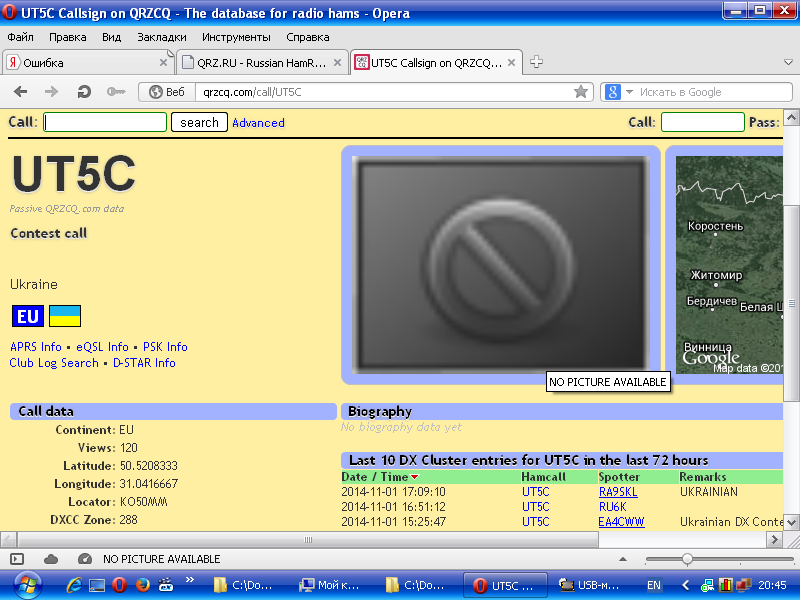 UT5C Callsign on QRZCQ - The database for radio hams - Opera
Файл Правка Вид Закладки Инструменты Справка
Ошибка QRZ.RU - Russian HamR... UT5C Callsign on QRZCQ...
Веб qrzcq.com/call/UT5C Искать в Google
Call: search Advanced Call: Pass:
UT5C
Passive QRZCQ.com data
Contest call
Ukraine
EU
APRS Info • eQSL Info • PSK Info
Club Log Search • D-STAR Info
Коростень
Житомир
Бердичев
Белая Ц
Винница
Google
Map data ©201
NO PICTURE AVAILABLE
Call data
Continent: EU
Views: 120
Latitude: 50.5208333
Longitude: 31.0416667
Locator: KO50MM
DXCC Zone: 288
Biography
No biography data yet
Last 10 DX Cluster entries for UT5C in the last 72 hours
Date / Time Hamcall Spotter Remarks
2014-11-01 17:09:10 UT5C RA9SKL UKRAINIAN
2014-11-01 16:51:12 UT5C RU6K
2014-11-01 15:25:47 UT5C EA4CWW Ukrainian DX Conte
NO PICTURE AVAILABLE
C:\Do... Мой к... C:\Do... UT5C ... USB-м... EN 20:45